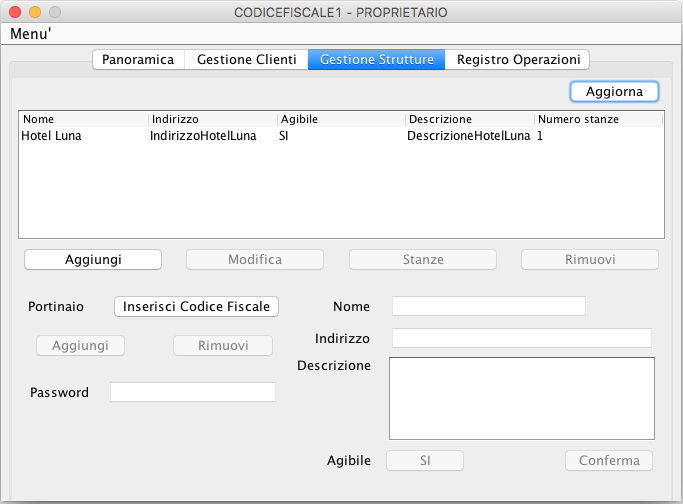 CODICEFISCALE1 - PROPRIETARIO
Menu'
Panoramica Gestione Clienti Gestione Strutture Registro Operazioni
Aggiorna
Nome Indirizzo Agibile Descrizione Numero stanze
Hotel Luna IndirizzoHotelLuna SI DescrizioneHotelLuna 1
Aggiungi Modifica Stanze Rimuovi
Portinaio Inserisci Codice Fiscale Nome
Indirizzo
Aggiungi Rimuovi
Descrizione
Password
Agibile SI Conferma